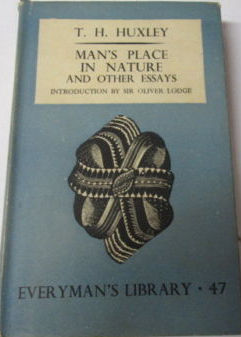 T. H. HUXLEY
MAN'S PLACE
IN NATURE
AND OTHER ESSAYS
INTRODUCTION BY SIR OLIVER LODGE
EVERYMAN'S LIBRARY · 47